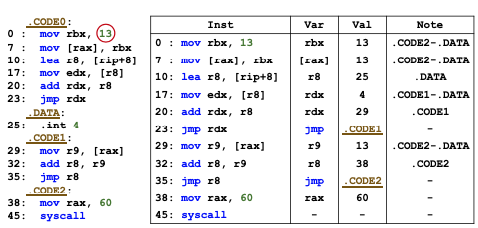 .CODE0:
0 : mov rbx, 13
7 : mov [rax], rbx
10: lea r8, [rip+8]
17: mov edx, [r8]
20: add rdx, r8
23: jmp rdx
.DATA:
25: .int 4
.CODE1:
29: mov r9, [rax]
32: add r8, r9
35: jmp r8
.CODE2:
38: mov rax, 60
45: syscall
Inst Var Val Note
0 : mov rbx, 13 rbx 13 .CODE2-.DATA
7 : mov [rax], rbx [rax] 13 .CODE2-.DATA
10: lea r8, [rip+8] r8 25 .DATA
17: mov edx, [r8] rdx 4 .CODE1-.DATA
20: add rdx, r8 rdx 29 .CODE1
23: jmp rdx jmp .CODE1 -
29: mov r9, [rax] r9 13 .CODE2-.DATA
32: add r8, r9 r8 38 .CODE2
35: jmp r8 jmp .CODE2 -
38: mov rax, 60 rax 60 -
45: syscall - - -